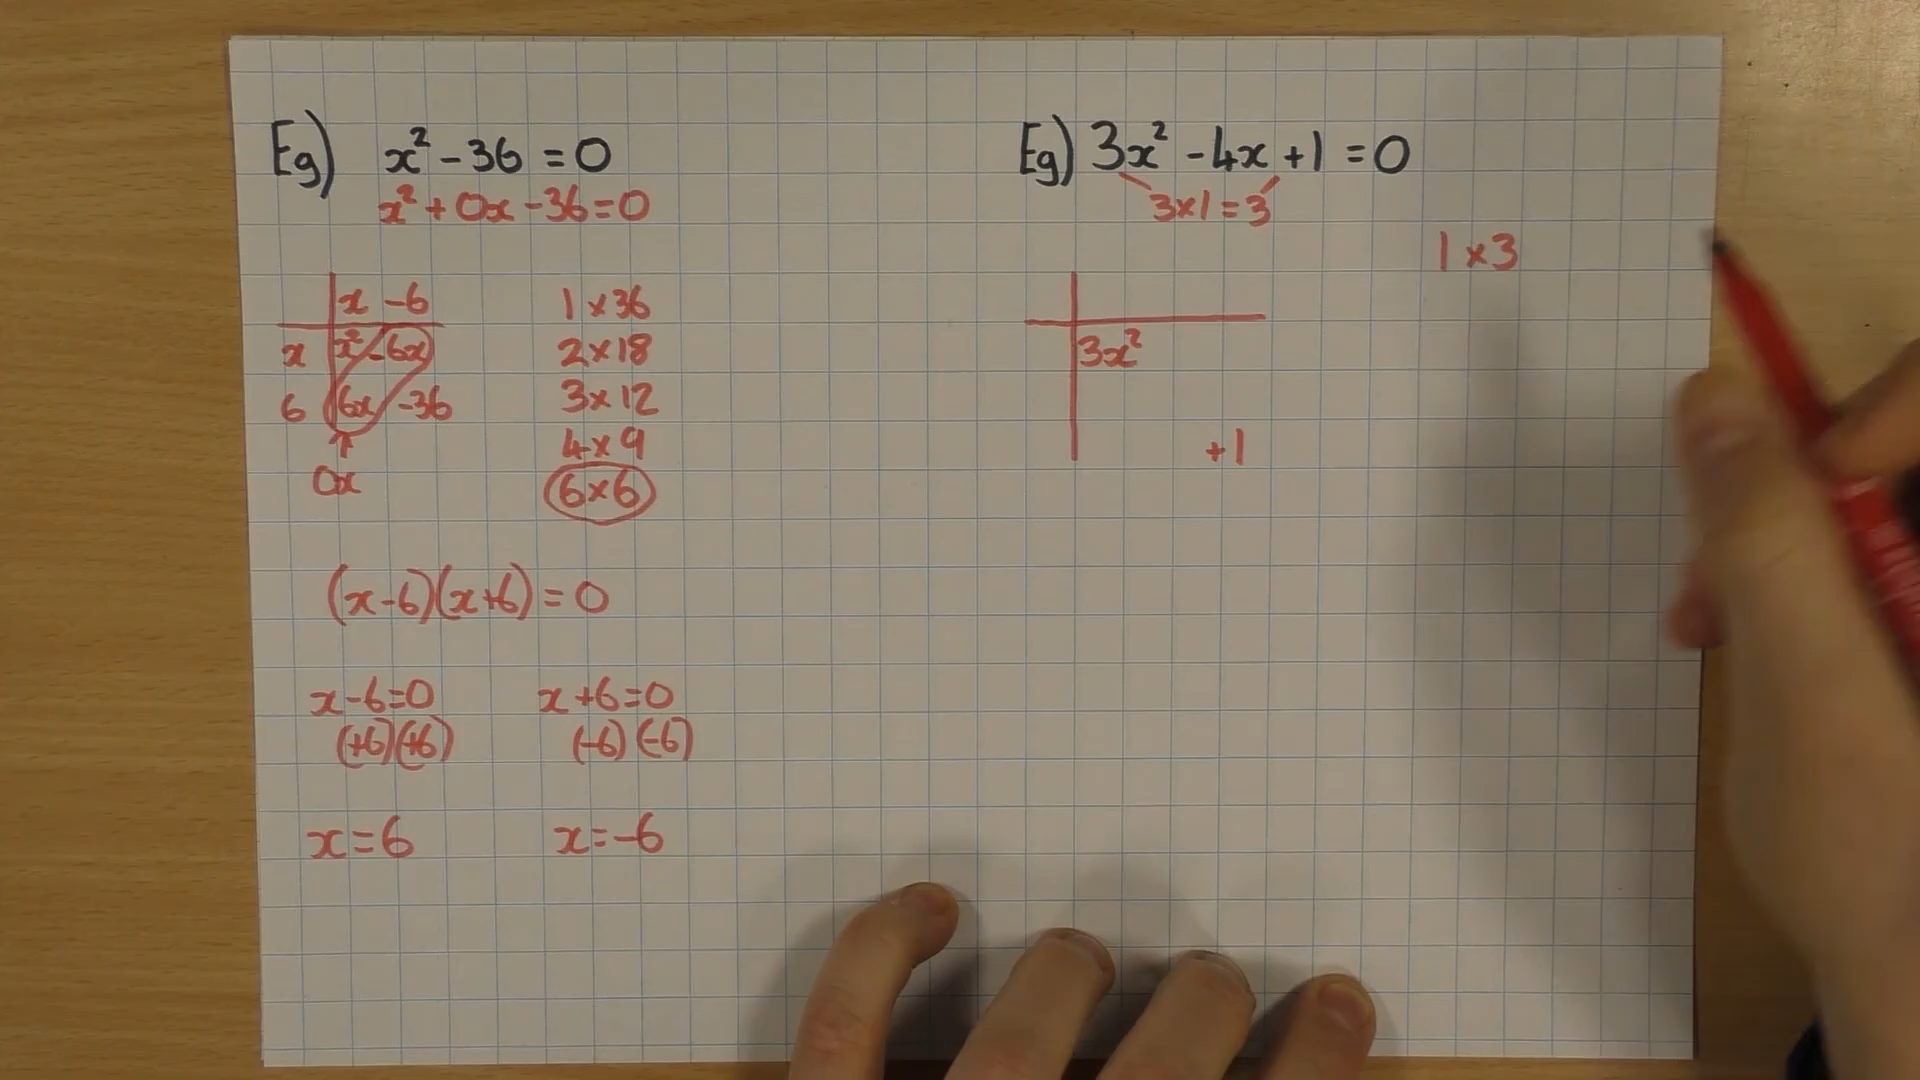 Eg) x² - 36 = 0
x² + 0x - 36 = 0
x -6
x x² -6x
6 6x -36
0x
1 x 36
2 x 18
3 x 12
4 x 9
6 x 6
(x-6)(x+6) = 0
x-6=0 x+6=0
(+6)(+6) (-6)(-6)
x=6 x=-6
Eg) 3x² - 4x + 1 = 0
3x1 = 3
1 x 3
3x²
+1